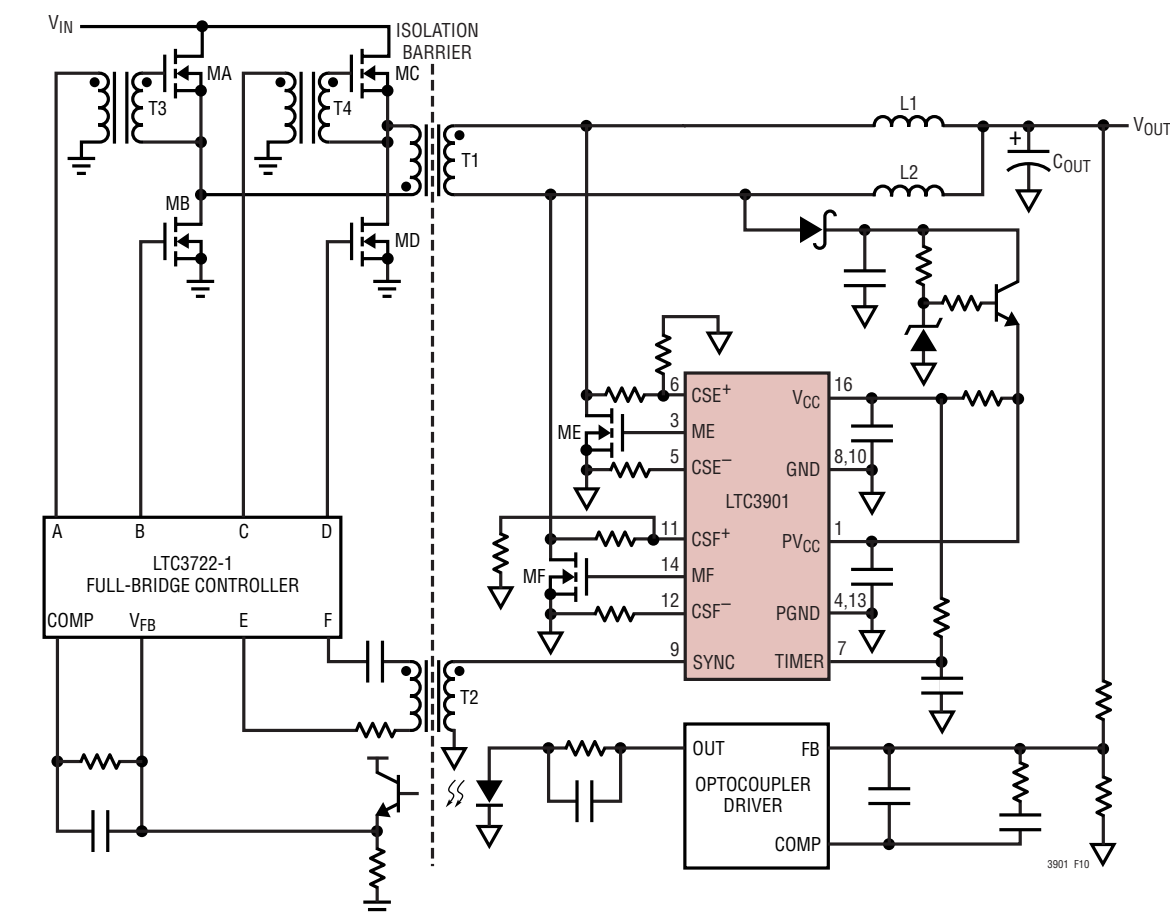 VIN
ISOLATION
BARRIER
MA
MC
T3
T4
T1
L1
VOUT
+
COUT
L2
MB
MD
6
CSE+
VCC
16
ME
3
ME
5
CSE–
GND
8,10
LTC3901
11
CSF+
PVCC
1
MF
14
MF
12
CSF–
PGND
4,13
9
SYNC
TIMER
7
A
B
C
D
LTC3722-1
FULL-BRIDGE CONTROLLER
COMP
VFB
E
F
T2
OUT
FB
OPTOCOUPLER
DRIVER
COMP
3901 F10